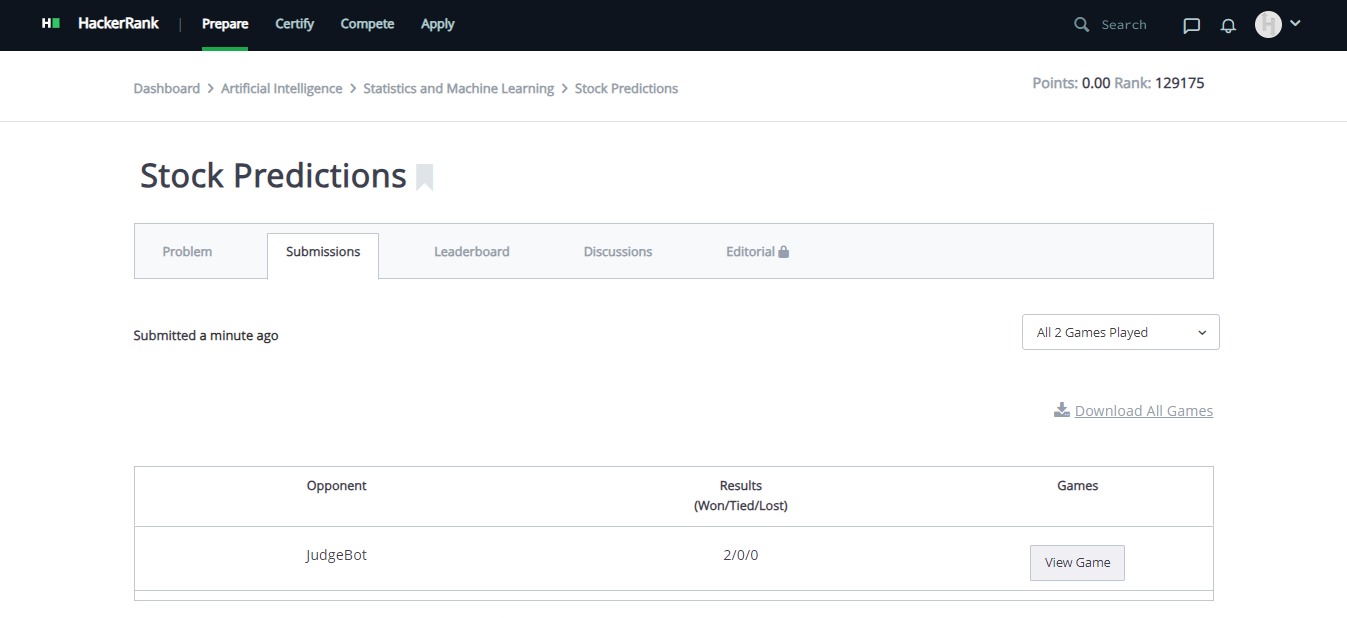 H HackerRank | Prepare Certify Compete Apply Search H
Dashboard > Artificial Intelligence > Statistics and Machine Learning > Stock Predictions Points: 0.00 Rank: 129175
Stock Predictions
Problem Submissions Leaderboard Discussions Editorial
Submitted a minute ago All 2 Games Played
Download All Games
Opponent Results Games
(Won/Tied/Lost)
JudgeBot 2/0/0 View Game